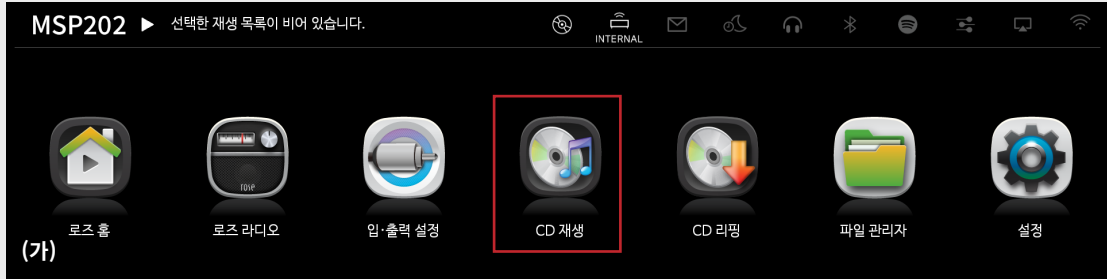 MSP202 ▶ 선택한 재생 목록이 비어 있습니다.
INTERNAL
rose
로즈 홈 로즈 라디오 입·출력 설정 CD 재생 CD 리핑 파일 관리자 설정
(가)